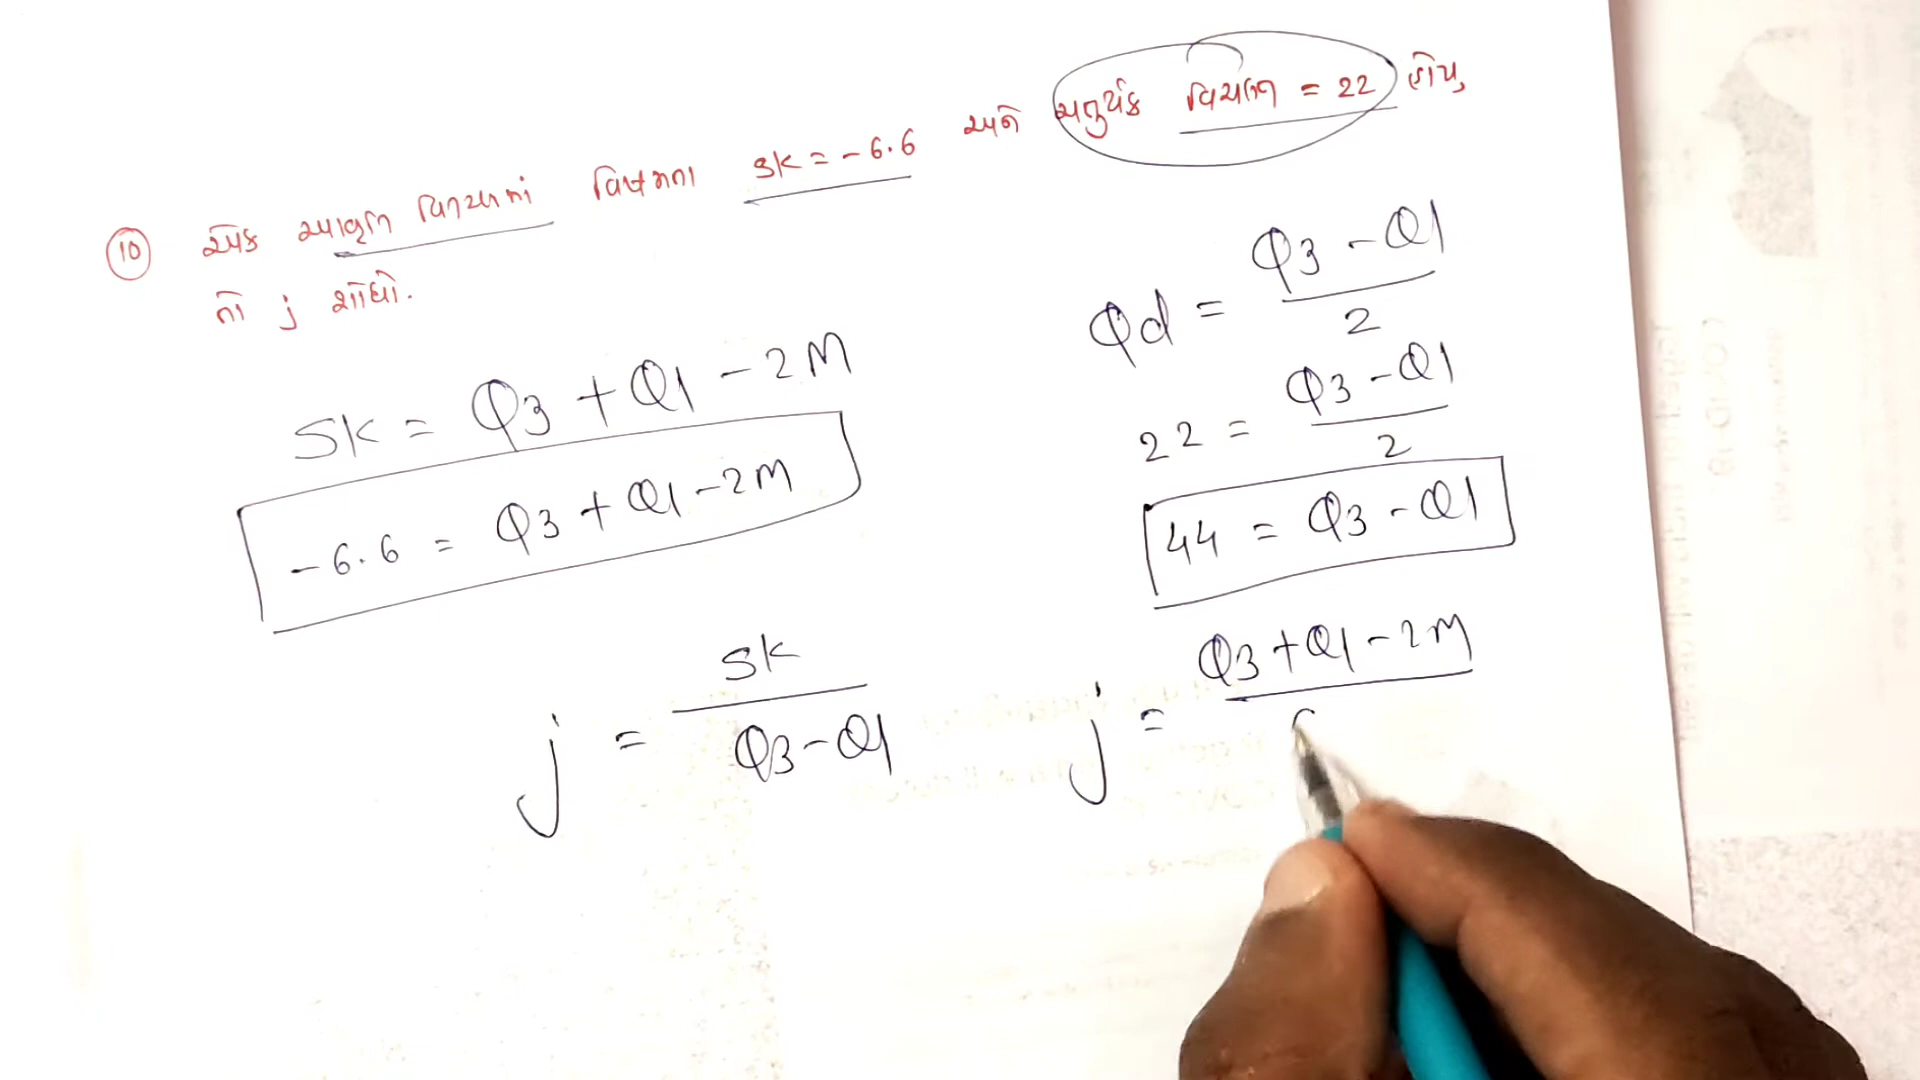 10 એક આવૃત્તિ વિતરણનાં વિષમતા SK = -6.6 અને ચતુર્થક વિચલન = 22 હોય,
તો j શોધો.
SK = Q3 + Q1 - 2M
-6.6 = Q3 + Q1 - 2M
Qd = Q3 - Q1 / 2
22 = Q3 - Q1 / 2
44 = Q3 - Q1
j = SK / Q3 - Q1
j = Q3 + Q1 - 2M